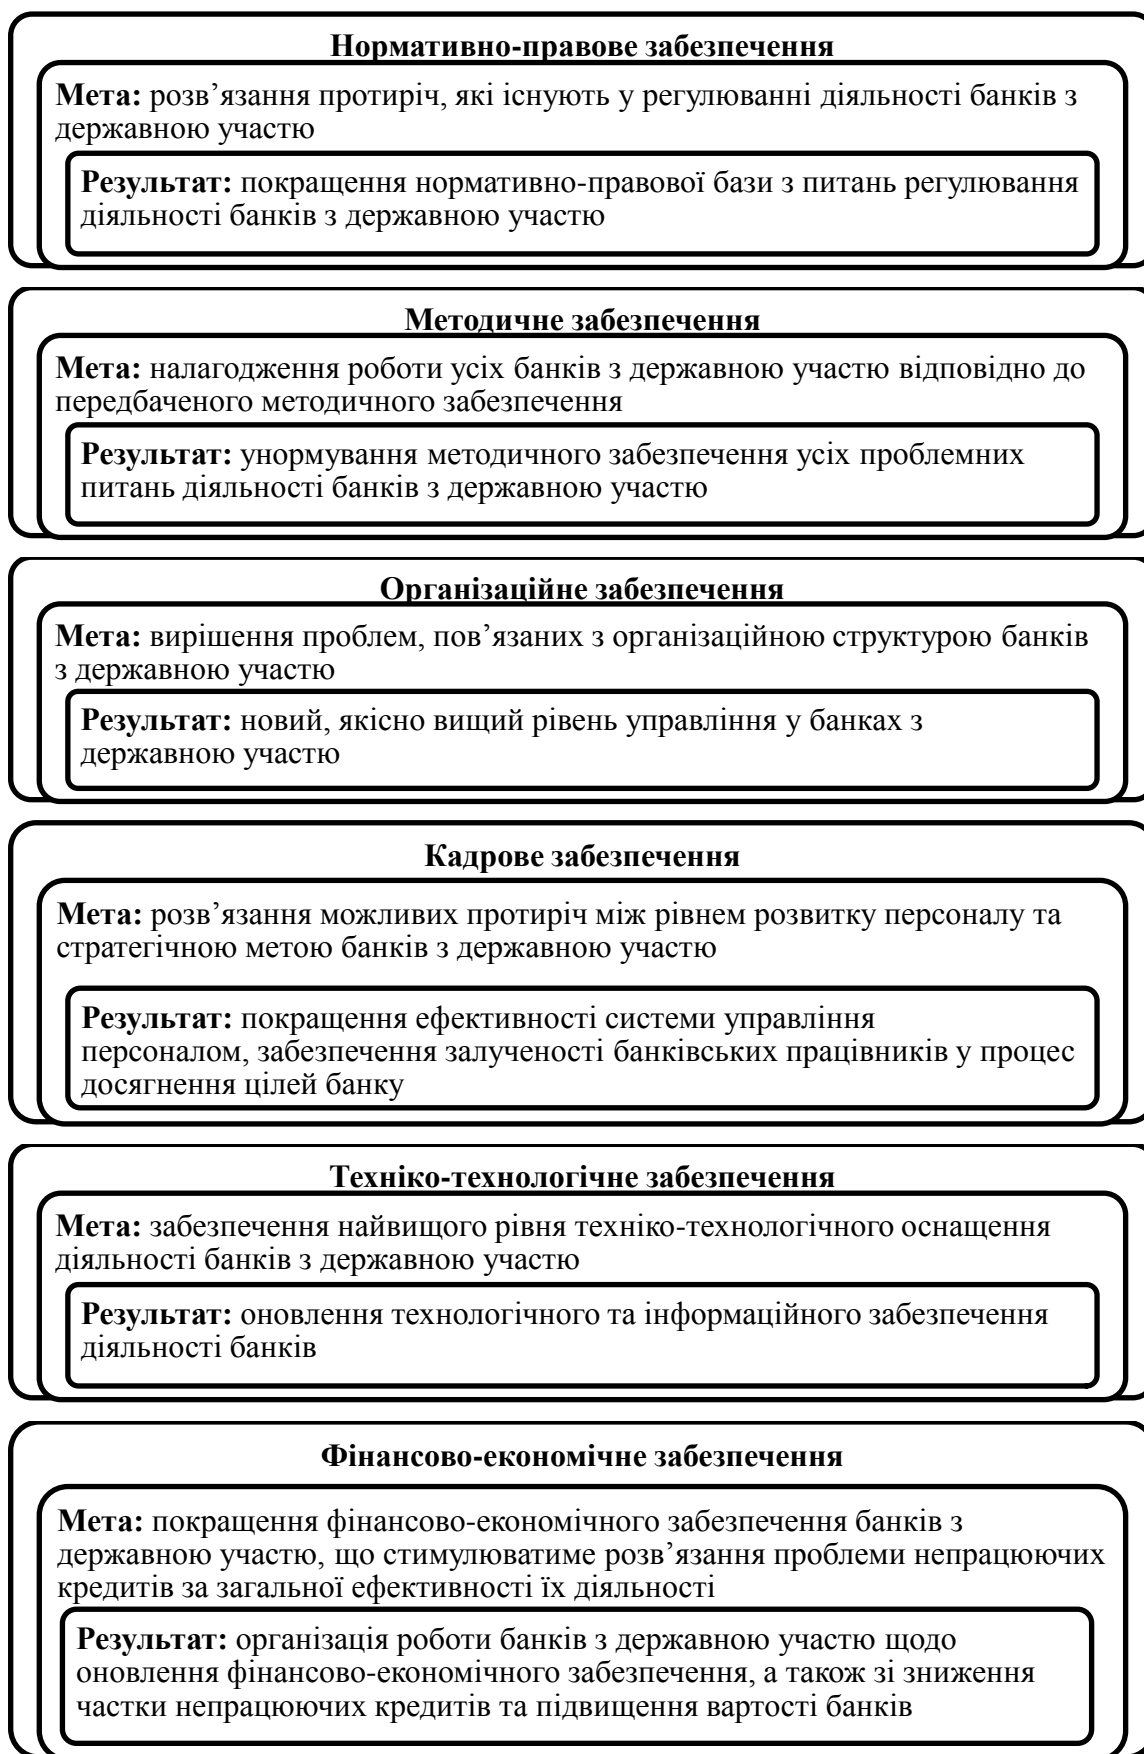 Нормативно-правове забезпечення
Мета: розв’язання протиріч, які існують у регулюванні діяльності банків з
державною участю
Результат: покращення нормативно-правової бази з питань регулювання
діяльності банків з державною участю
Методичне забезпечення
Мета: налагодження роботи усіх банків з державною участю відповідно до
передбаченого методичного забезпечення
Результат: унормування методичного забезпечення усіх проблемних
питань діяльності банків з державною участю
Організаційне забезпечення
Мета: вирішення проблем, пов’язаних з організаційною структурою банків
з державною участю
Результат: новий, якісно вищий рівень управління у банках з
державною участю
Кадрове забезпечення
Мета: розв’язання можливих протиріч між рівнем розвитку персоналу та
стратегічною метою банків з державною участю
Результат: покращення ефективності системи управління
персоналом, забезпечення залученості банківських працівників у процес
досягнення цілей банку
Техніко-технологічне забезпечення
Мета: забезпечення найвищого рівня техніко-технологічного оснащення
діяльності банків з державною участю
Результат: оновлення технологічного та інформаційного забезпечення
діяльності банків
Фінансово-економічне забезпечення
Мета: покращення фінансово-економічного забезпечення банків з
державною участю, що стимулюватиме розв’язання проблеми непрацюючих
кредитів за загальної ефективності їх діяльності
Результат: організація роботи банків з державною участю щодо
оновлення фінансово-економічного забезпечення, а також зі зниження
частки непрацюючих кредитів та підвищення вартості банків